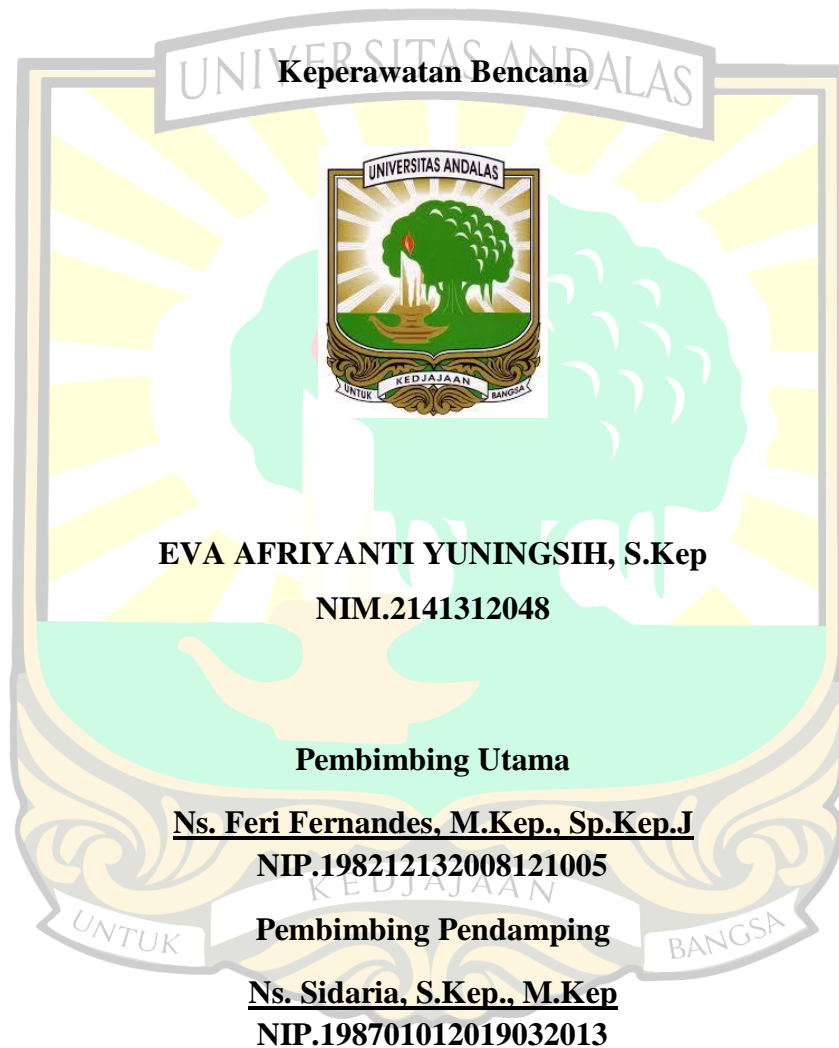 UNIVERSITAS ANDALAS
Keperawatan Bencana
UNIVERSITAS ANDALAS
UNTUK KEDJAJAAN BANGSA
EVA AFRIYANTI YUNINGSIH, S.Kep
NIM.2141312048
Pembimbing Utama
Ns. Feri Fernandes, M.Kep., Sp.Kep.J
NIP.198212132008121005
KEDJAJAAN
UNTUK
Pembimbing Pendamping
BANGSA
Ns. Sidaria, S.Kep., M.Kep
NIP.198701012019032013